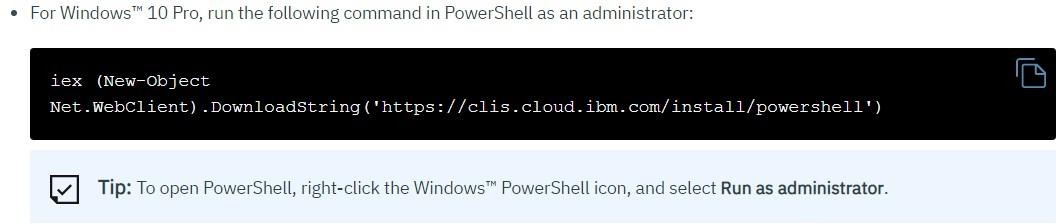 • For Windows™ 10 Pro, run the following command in PowerShell as an administrator:
iex (New-Object
Net.WebClient).DownloadString('https://clis.cloud.ibm.com/install/powershell')
Tip: To open PowerShell, right-click the Windows™ PowerShell icon, and select Run as administrator.